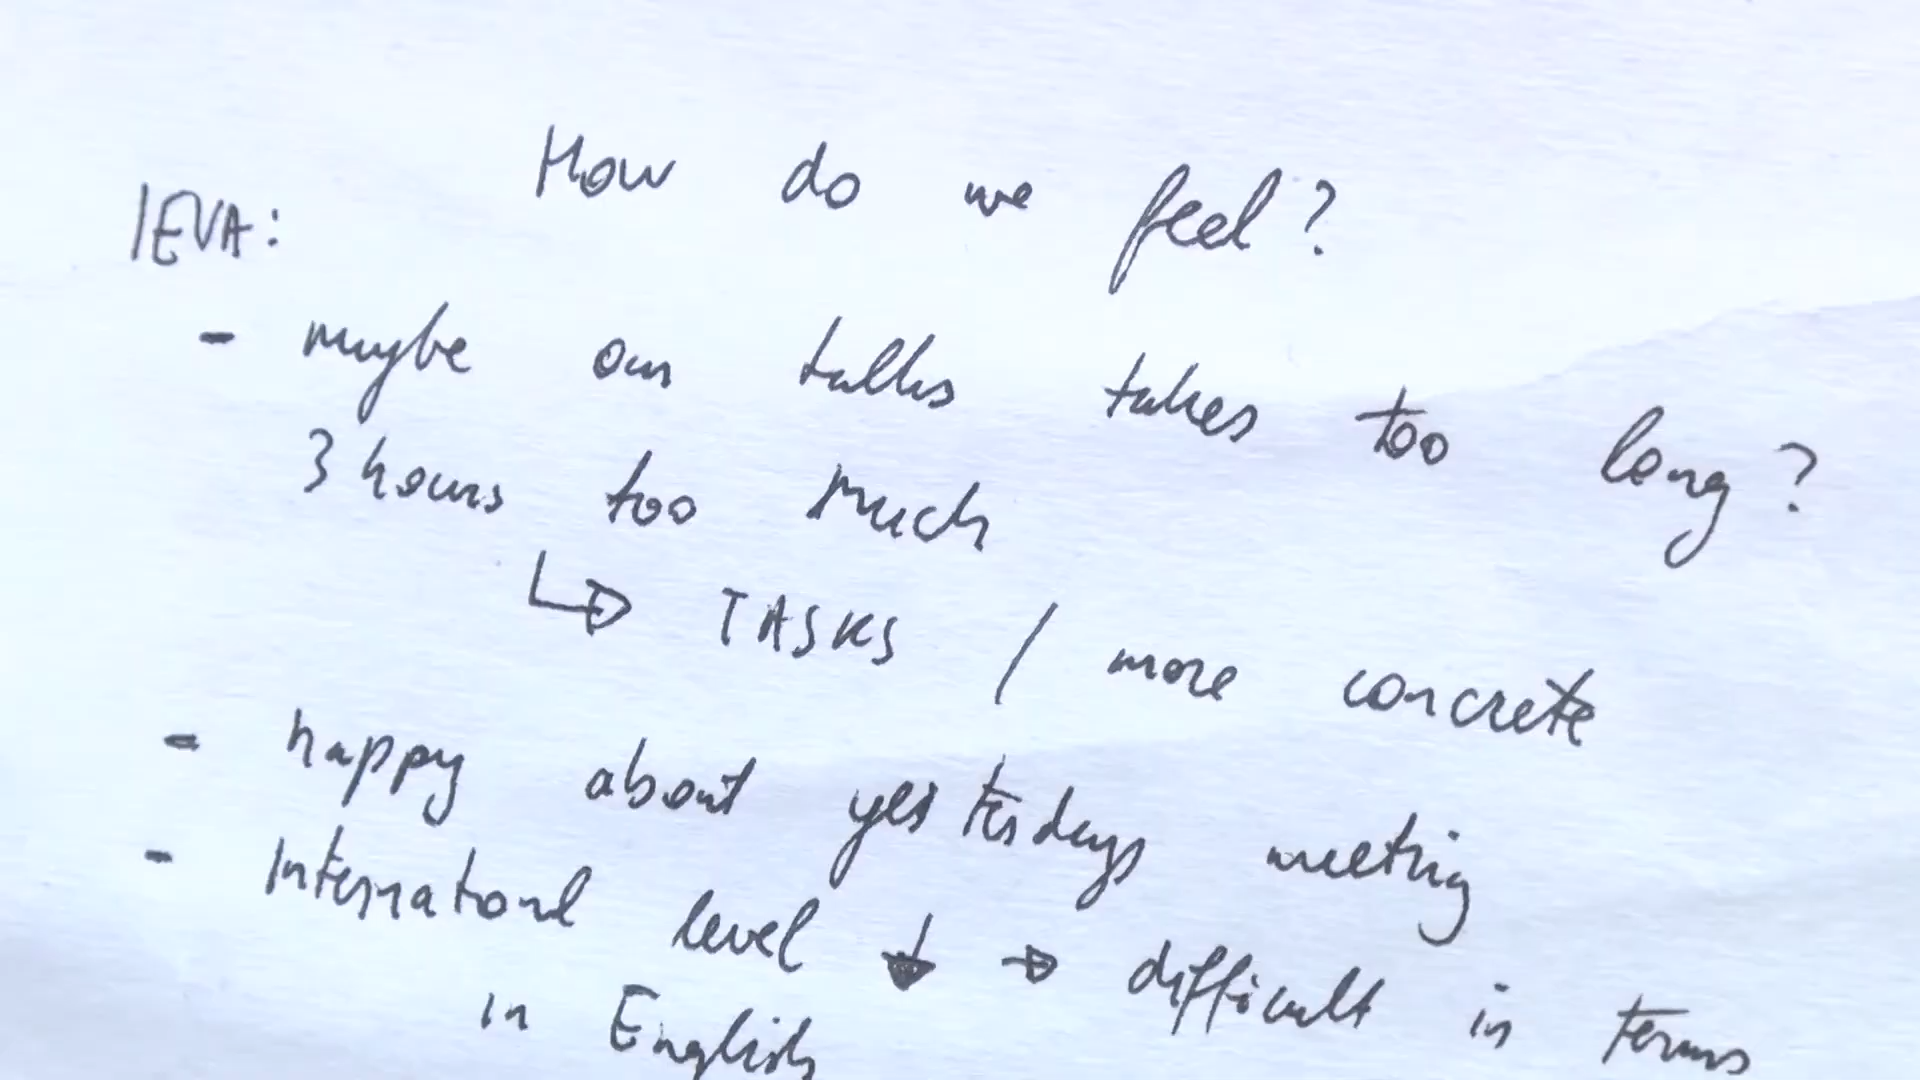 How do we feel?
IEVA:
- maybe our talks takes too long?
3 hours too much
↳ TASKS / more concrete
- happy about yesterdays meeting
- International level ↓ → difficult in terms
in English